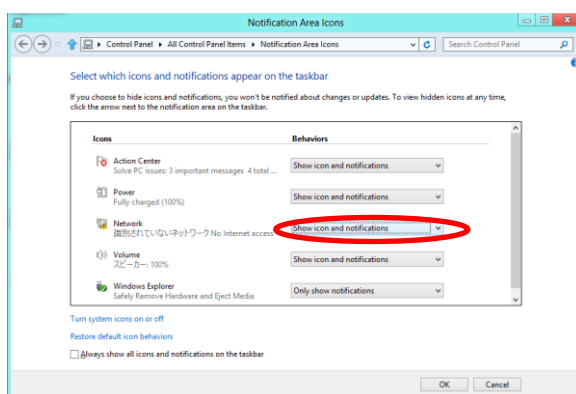 Notification Area Icons
Control Panel ▸ All Control Panel Items ▸ Notification Area Icons
Search Control Panel
Select which icons and notifications appear on the taskbar
If you choose to hide icons and notifications, you won't be notified about changes or updates. To view hidden icons at any time,
click the arrow next to the notification area on the taskbar.
Icons Behaviors
Action Center
Solve PC issues: 3 important messages 4 total ...
Show icon and notifications
Power
Fully charged (100%)
Show icon and notifications
Network
識別されていないネットワーク No Internet access
Show icon and notifications
Volume
スピーカー: 100%
Show icon and notifications
Windows Explorer
Safely Remove Hardware and Eject Media
Only show notifications
Turn system icons on or off
Restore default icon behaviors
Always show all icons and notifications on the taskbar
OK Cancel